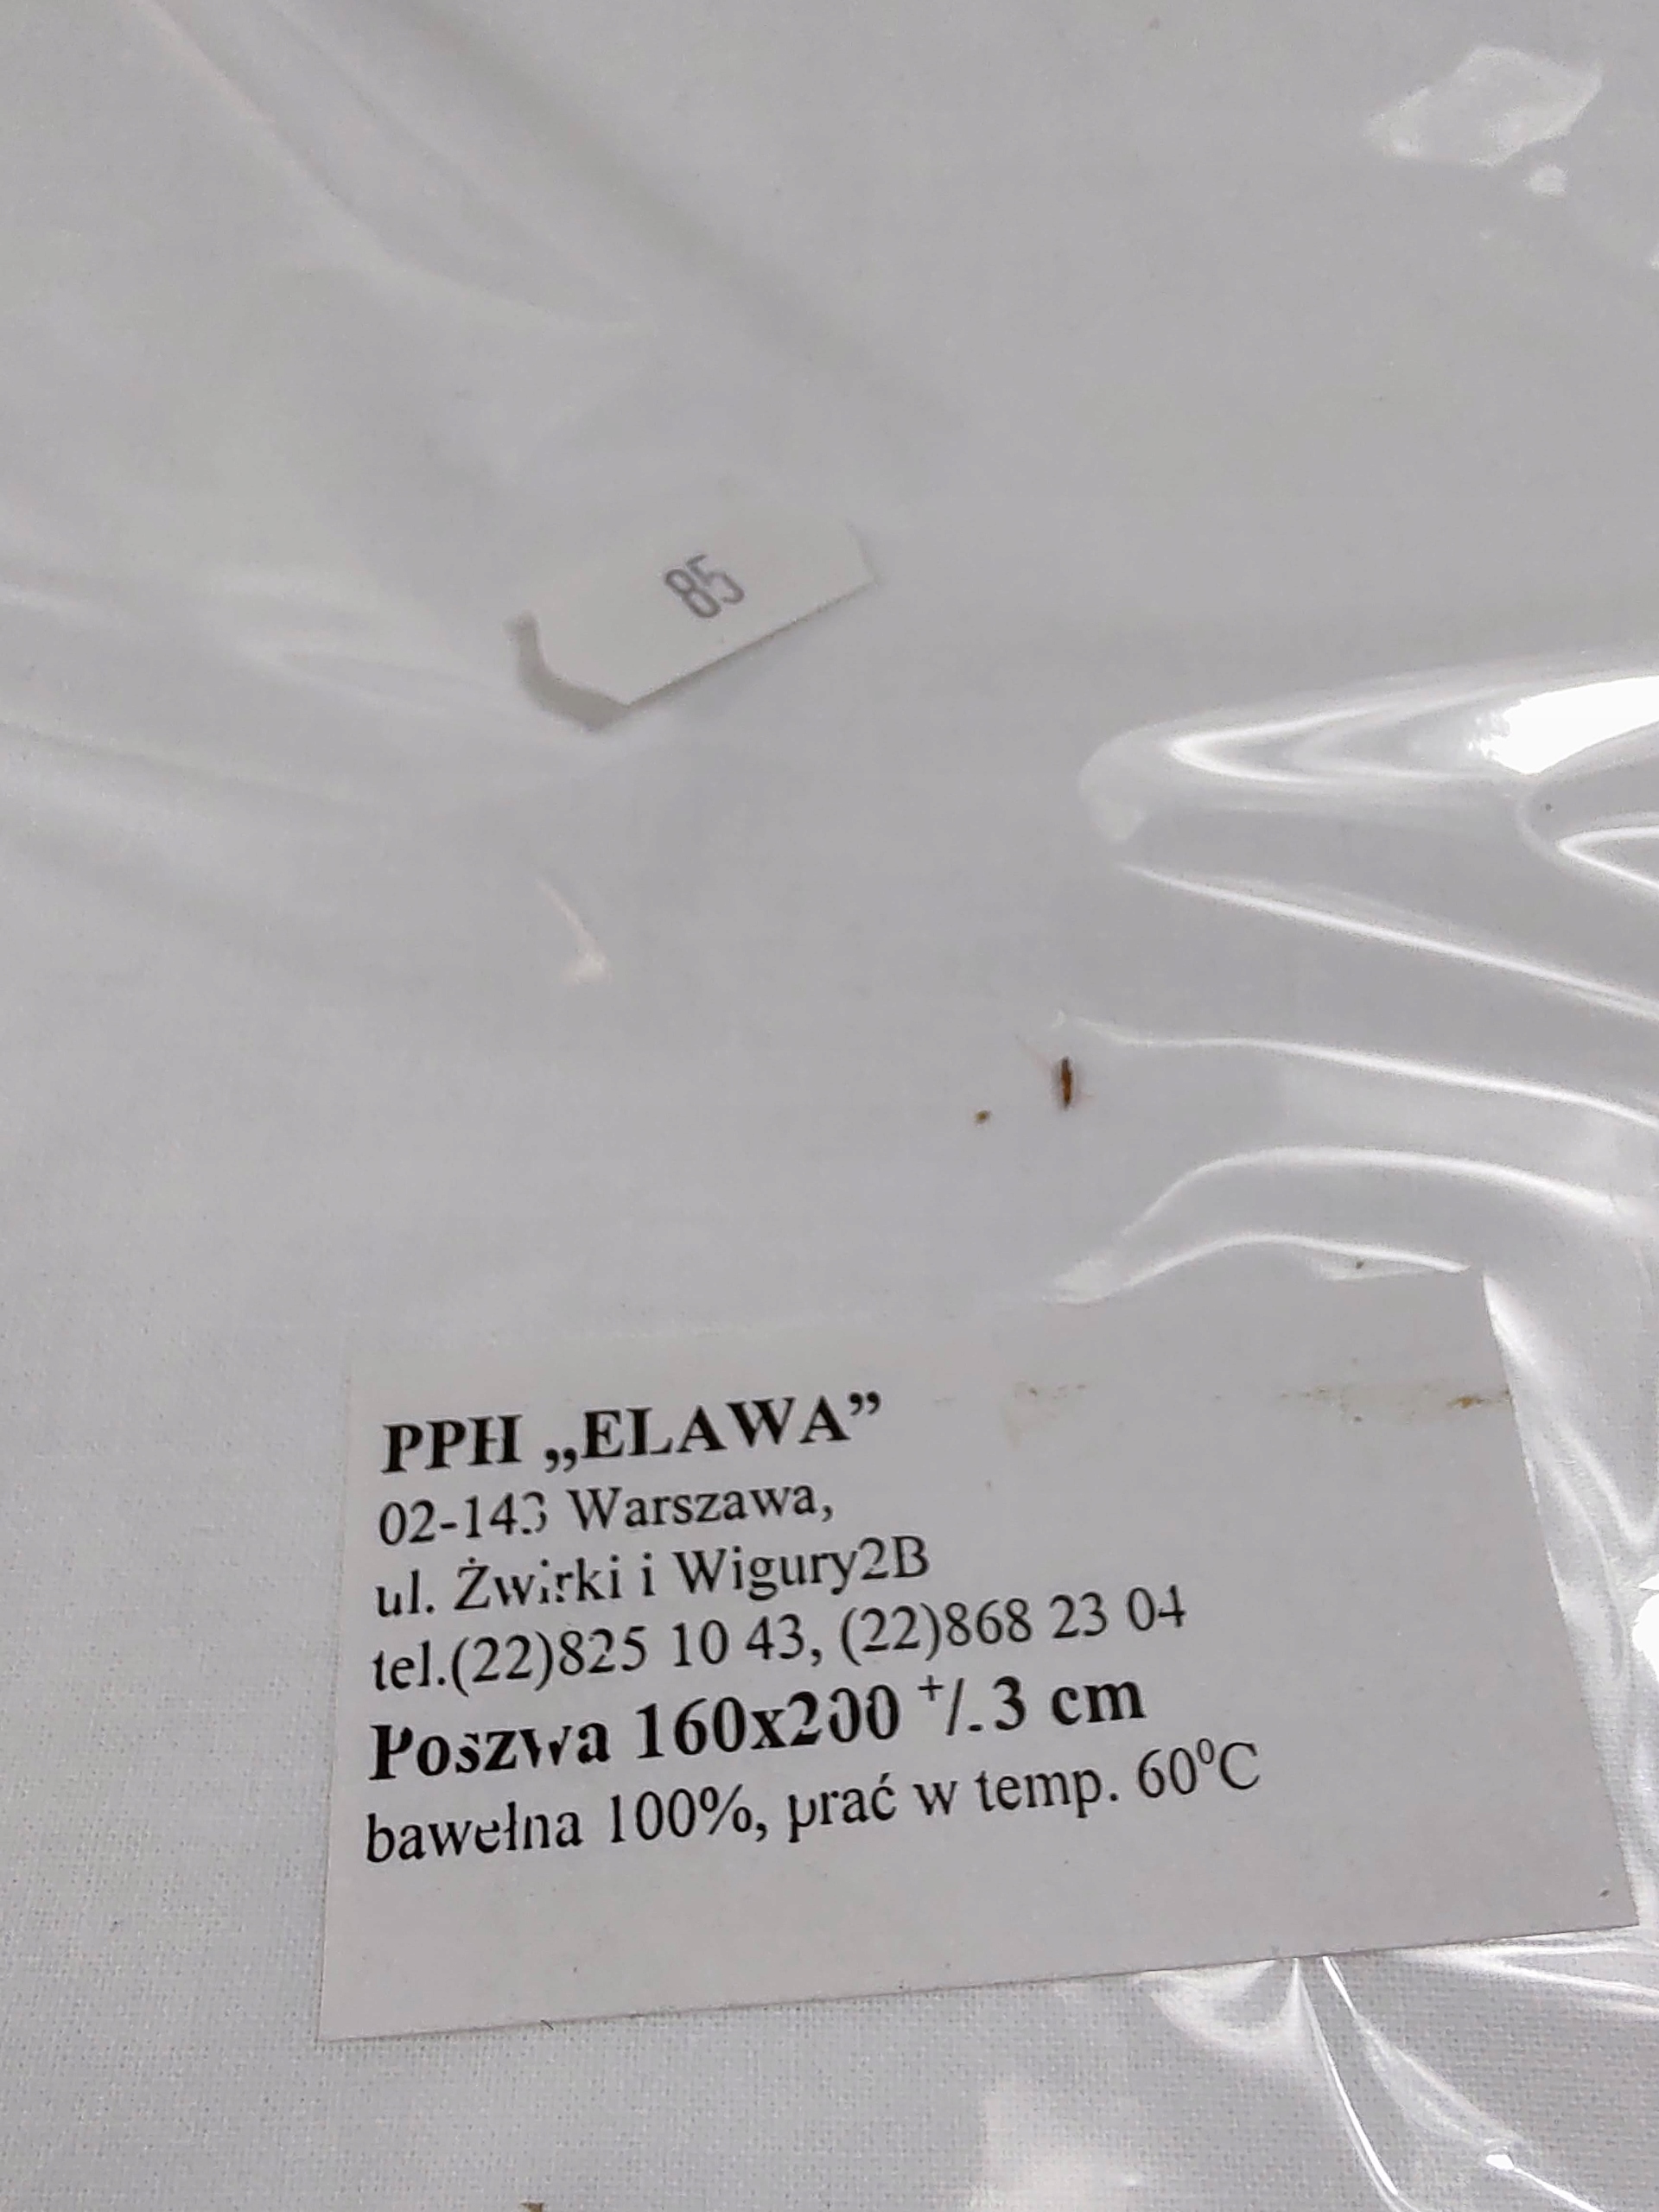 85
PPH „ELAWA”
02-143 Warszawa,
ul. Żwirki i Wigury2B
tel.(22)825 10 43, (22)868 23 04
Poszwa 160x200 +/- 3 cm
bawełna 100%, prać w temp. 60⁰C